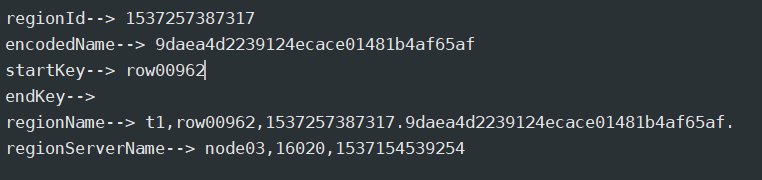 regionId--> 1537257387317
encodedName--> 9daea4d2239124ecace01481b4af65af
startKey--> row00962
endKey-->
regionName--> t1,row00962,1537257387317.9daea4d2239124ecace01481b4af65af.
regionServerName--> node03,16020,1537154539254